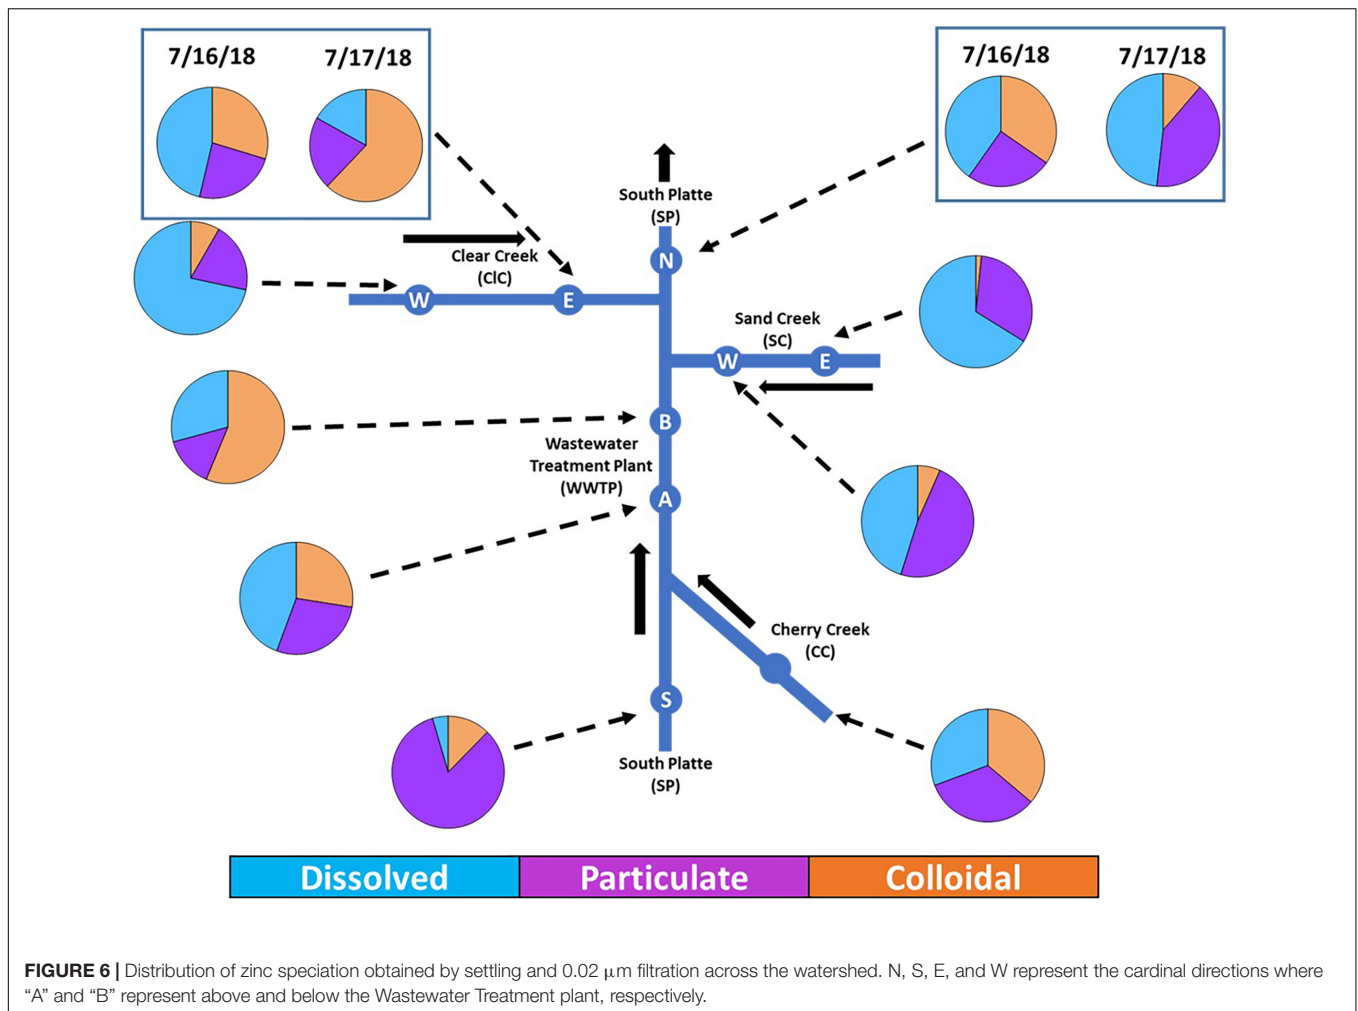 7/16/18
7/17/18
7/16/18
7/17/18
South Platte
(SP)
N
Clear Creek
(ClC)
W
E
Sand Creek
(SC)
W
E
B
Wastewater
Treatment Plant
(WWTP)
A
Cherry Creek
(CC)
S
South Platte
(SP)
Dissolved
Particulate
Colloidal
FIGURE 6 | Distribution of zinc speciation obtained by settling and 0.02 μm filtration across the watershed. N, S, E, and W represent the cardinal directions where
“A” and “B” represent above and below the Wastewater Treatment plant, respectively.